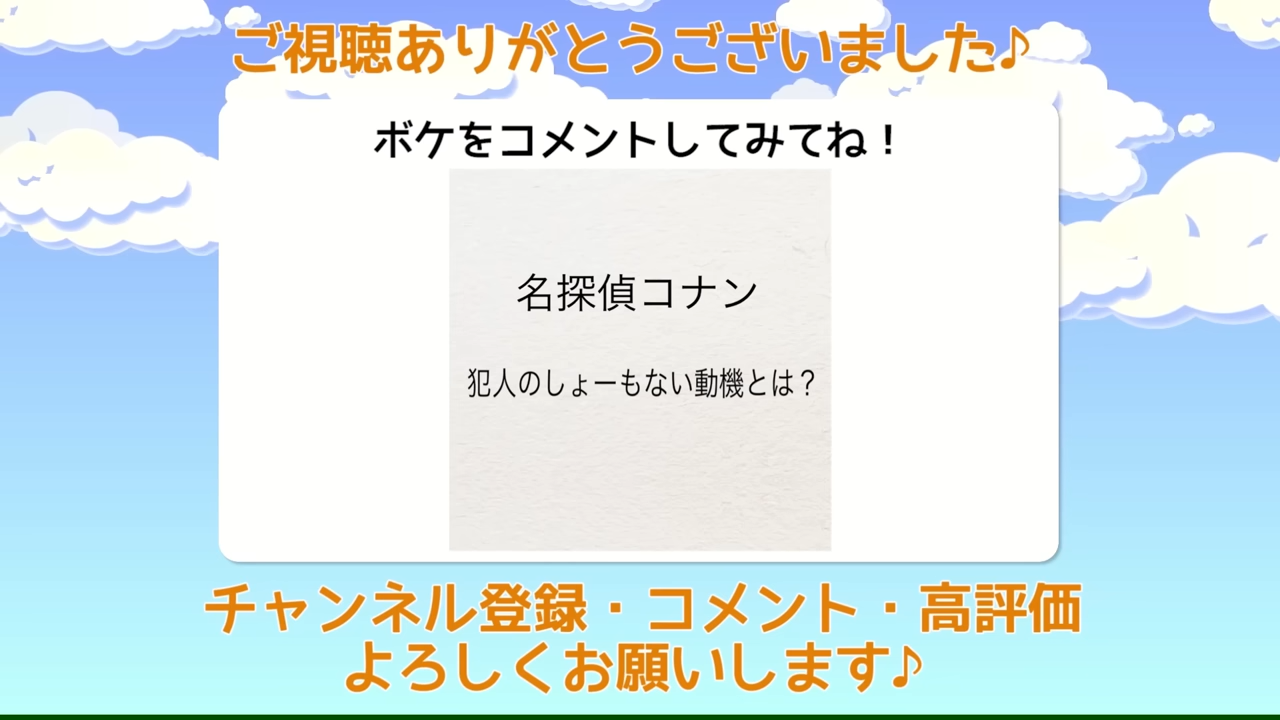 ご視聴ありがとうございました♪
ボケをコメントしてみてね！
名探偵コナン
犯人のしょーもない動機とは？
チャンネル登録・コメント・高評価
よろしくお願いします♪